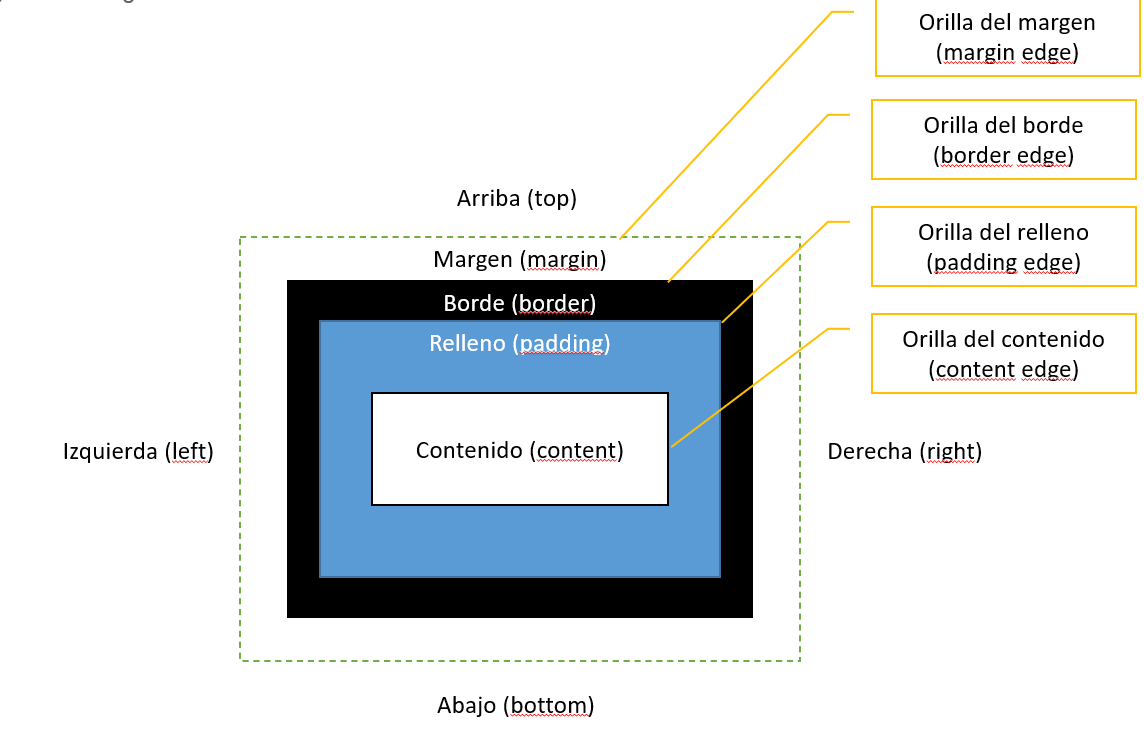 Orilla del margen
(margin edge)
Orilla del borde
(border edge)
Arriba (top)
Orilla del relleno
(padding edge)
Margen (margin)
Borde (border)
Relleno (padding)
Orilla del contenido
(content edge)
Izquierda (left)
Contenido (content)
Derecha (right)
Abajo (bottom)